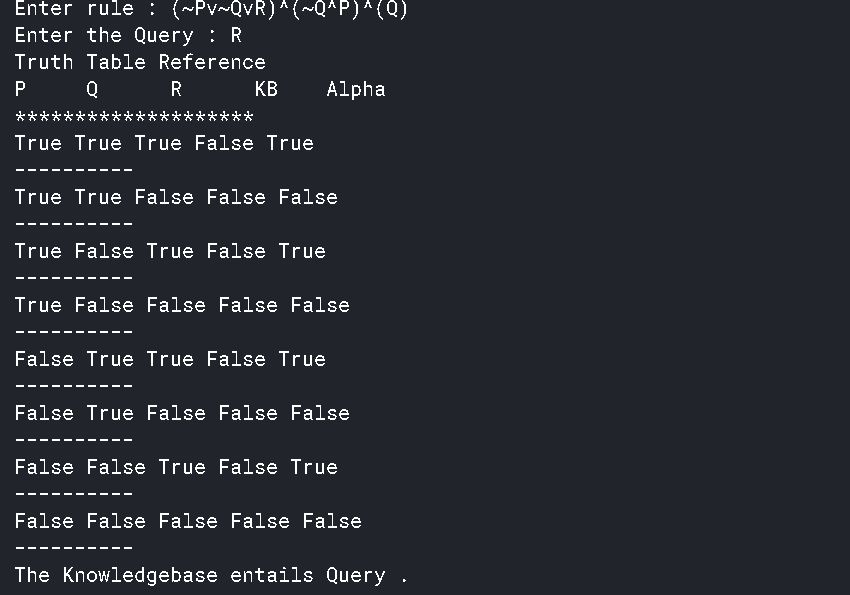 Enter rule : (~Pv~QvR)^(~Q^P)^(Q)
Enter the Query : R
Truth Table Reference
P Q R KB Alpha
********************
True True True False True
----------
True True False False False
----------
True False True False True
----------
True False False False False
----------
False True True False True
----------
False True False False False
----------
False False True False True
----------
False False False False False
----------
The Knowledgebase entails Query .